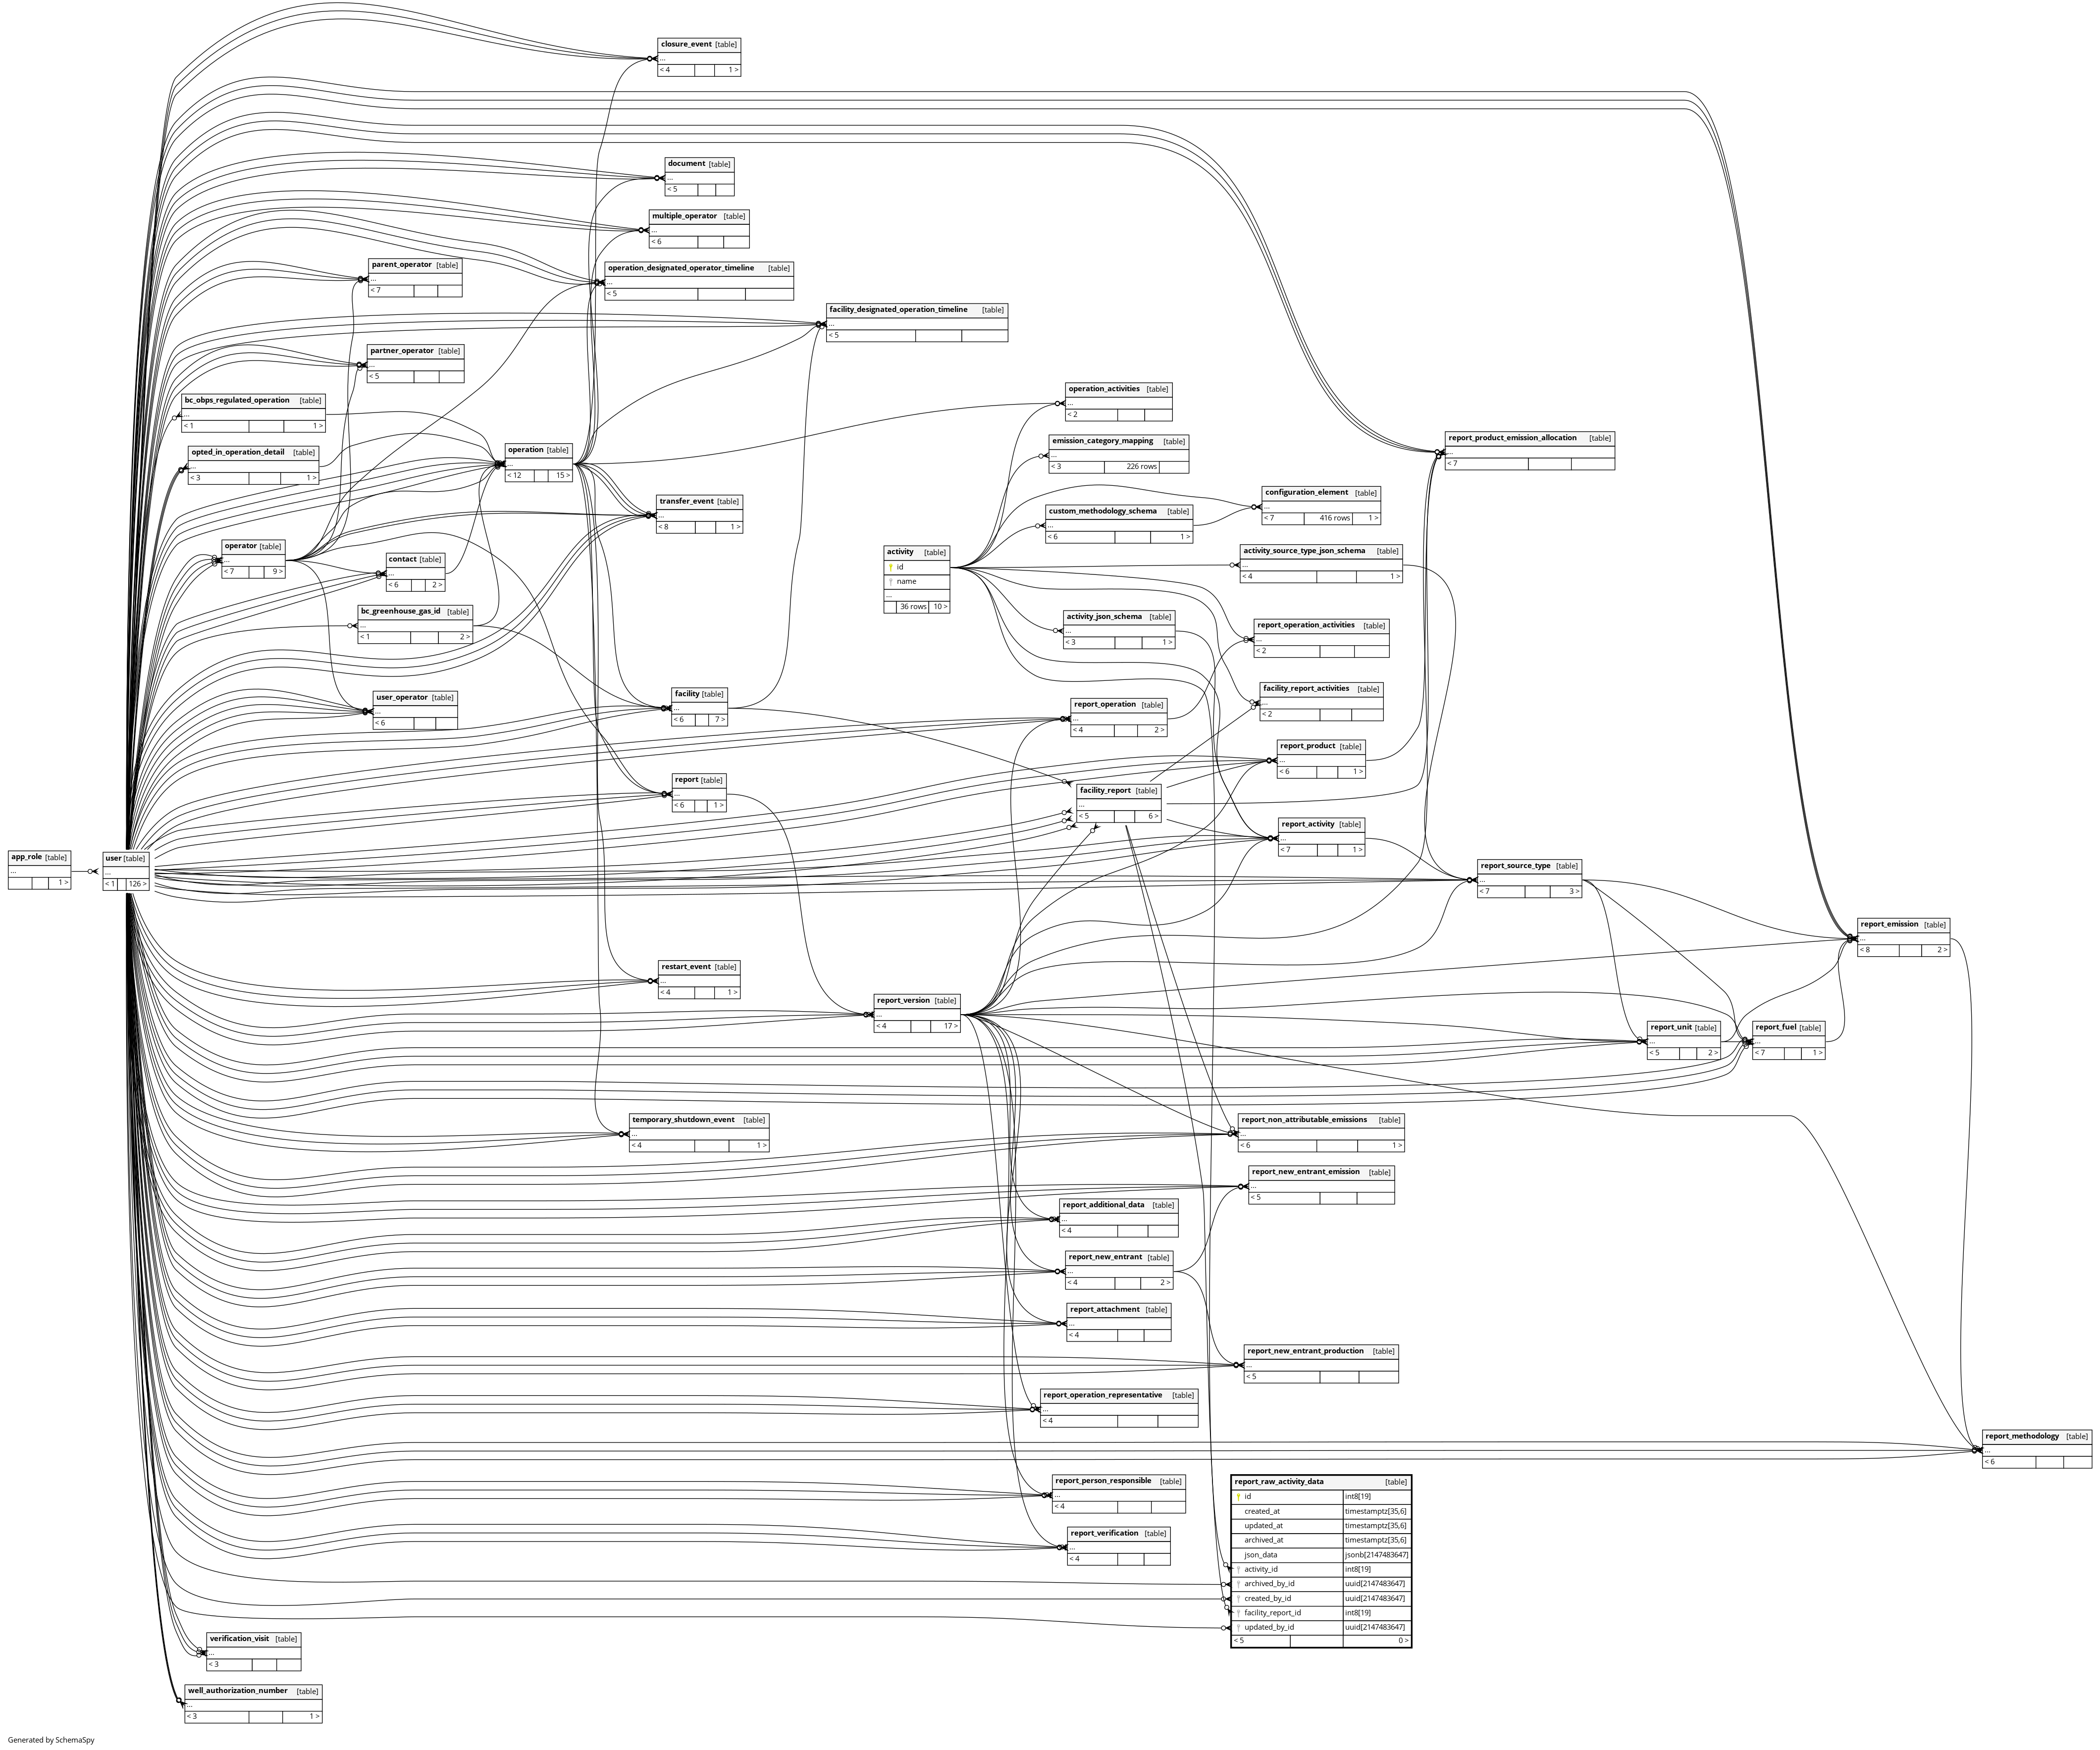 closure_event [table]
...
< 4 1 >
document [table]
...
< 5
multiple_operator [table]
...
< 6
parent_operator [table]
...
< 7
operation_designated_operator_timeline [table]
...
< 5
facility_designated_operation_timeline [table]
...
< 5
partner_operator [table]
...
< 5
bc_obps_regulated_operation [table]
...
< 1 1 >
operation_activities [table]
...
< 2
opted_in_operation_detail [table]
...
< 3 1 >
operation [table]
...
< 12 15 >
emission_category_mapping [table]
...
< 3 226 rows
report_product_emission_allocation [table]
...
< 7
transfer_event [table]
...
< 8 1 >
custom_methodology_schema [table]
...
< 6 1 >
configuration_element [table]
...
< 7 416 rows 1 >
operator [table]
...
< 7 9 >
contact [table]
...
< 6 2 >
activity [table]
id
name
...
36 rows 10 >
activity_source_type_json_schema [table]
...
< 4 1 >
bc_greenhouse_gas_id [table]
...
< 1 2 >
activity_json_schema [table]
...
< 3 1 >
report_operation_activities [table]
...
< 2
user_operator [table]
...
< 6
facility [table]
...
< 6 7 >
report_operation [table]
...
< 4 2 >
facility_report_activities [table]
...
< 2
report_product [table]
...
< 6 1 >
report [table]
...
< 6 1 >
facility_report [table]
...
< 5 6 >
report_activity [table]
...
< 7 1 >
app_role [table]
...
1 >
user [table]
...
< 1 126 >
report_source_type [table]
...
< 7 3 >
report_emission [table]
...
< 8 2 >
restart_event [table]
...
< 4 1 >
report_version [table]
...
< 4 17 >
report_unit [table]
...
< 5 2 >
report_fuel [table]
...
< 7 1 >
temporary_shutdown_event [table]
...
< 4 1 >
report_non_attributable_emissions [table]
...
< 6 1 >
report_new_entrant_emission [table]
...
< 5
report_additional_data [table]
...
< 4
report_new_entrant [table]
...
< 4 2 >
report_attachment [table]
...
< 4
report_new_entrant_production [table]
...
< 5
report_operation_representative [table]
...
< 4
report_methodology [table]
...
< 6
report_person_responsible [table]
...
< 4
report_verification [table]
...
< 4
report_raw_activity_data [table]
id int8[19]
created_at timestamptz[35,6]
updated_at timestamptz[35,6]
archived_at timestamptz[35,6]
json_data jsonb[2147483647]
activity_id int8[19]
archived_by_id uuid[2147483647]
created_by_id uuid[2147483647]
facility_report_id int8[19]
updated_by_id uuid[2147483647]
< 5 0 >
verification_visit [table]
...
< 3
well_authorization_number [table]
...
< 3 1 >
Generated by SchemaSpy